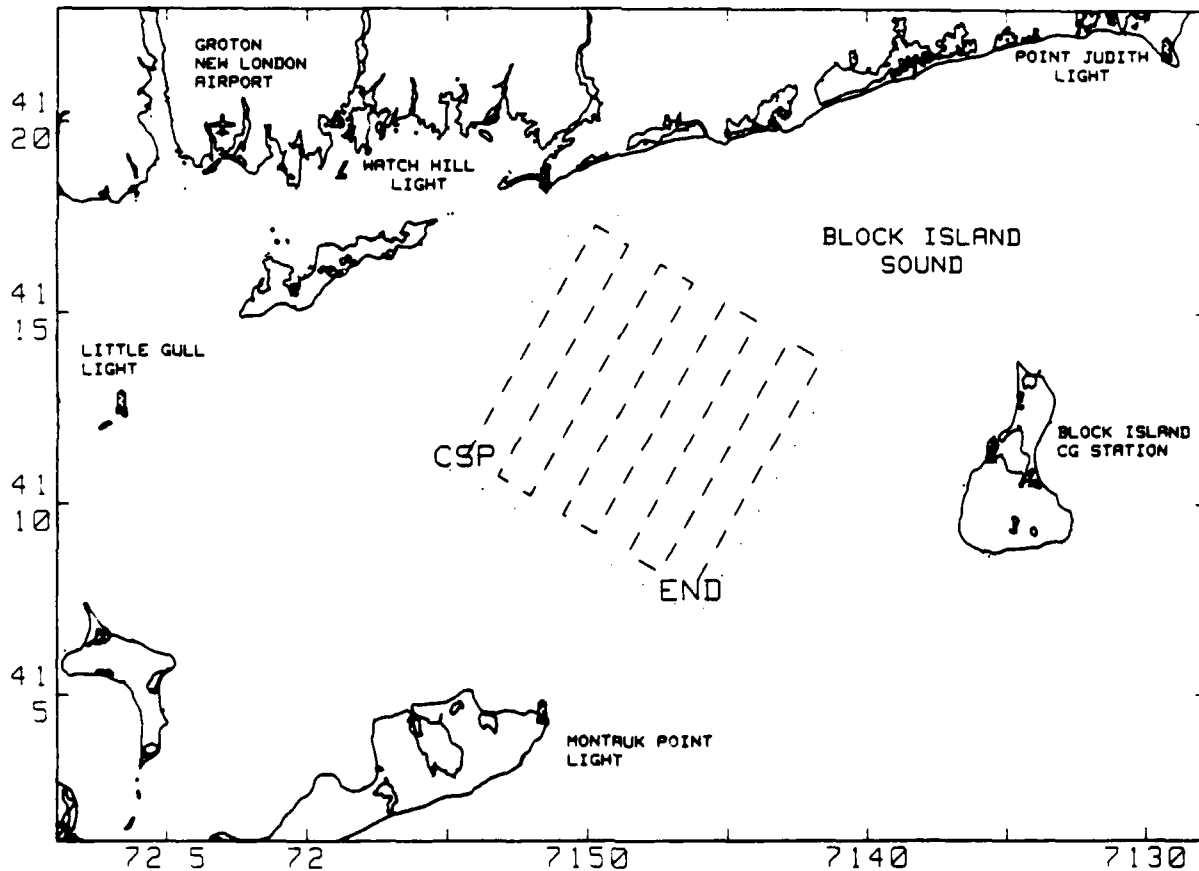 GROTON
NEW LONDON
AIRPORT
POINT JUDITH
LIGHT
41
20
WATCH HILL
LIGHT
BLOCK ISLAND
SOUND
41
15
LITTLE GULL
LIGHT
CSP
BLOCK ISLAND
CG STATION
41
10
END
41
5
MONTAUK POINT
LIGHT
72 5
72
7150
7140
7130